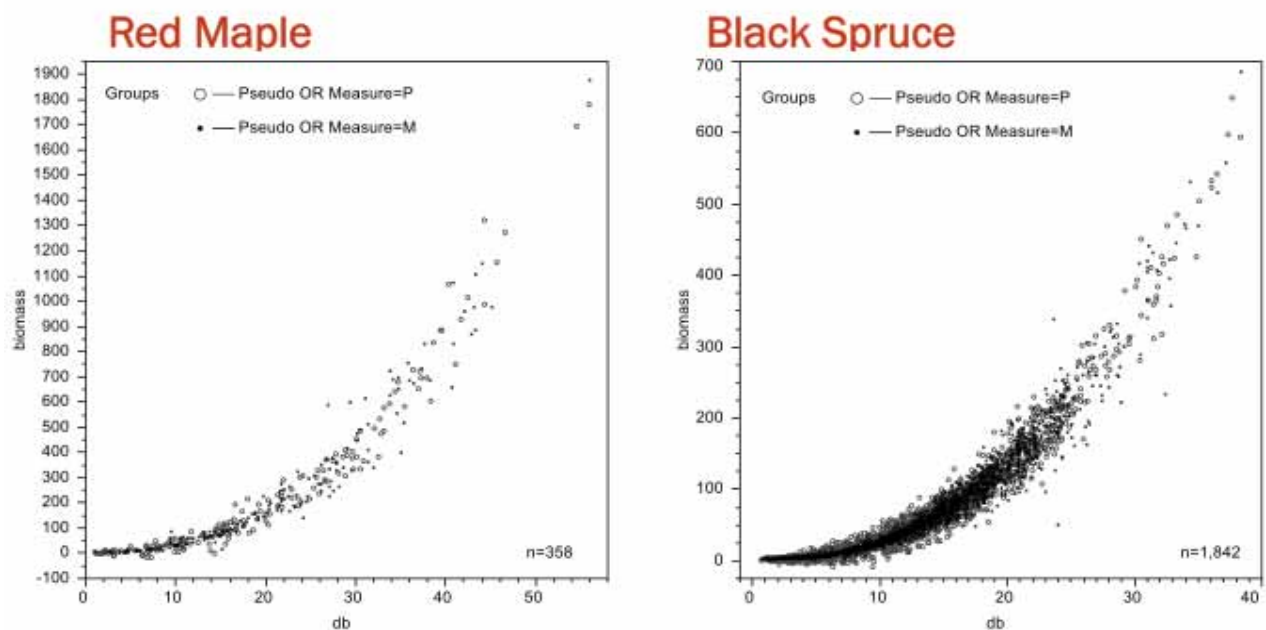 Red Maple
1900
1800
1700
1600
1500
1400
1300
1200
1100
1000
900
800
700
600
500
400
300
200
100
0
-100
biomass
Groups
Pseudo OR Measure=P
Pseudo OR Measure=M
n=358
0
10
20
30
40
50
db
Black Spruce
700
600
500
400
300
200
100
0
biomass
Groups
Pseudo OR Measure=P
Pseudo OR Measure=M
n=1,842
0
10
20
30
40
db